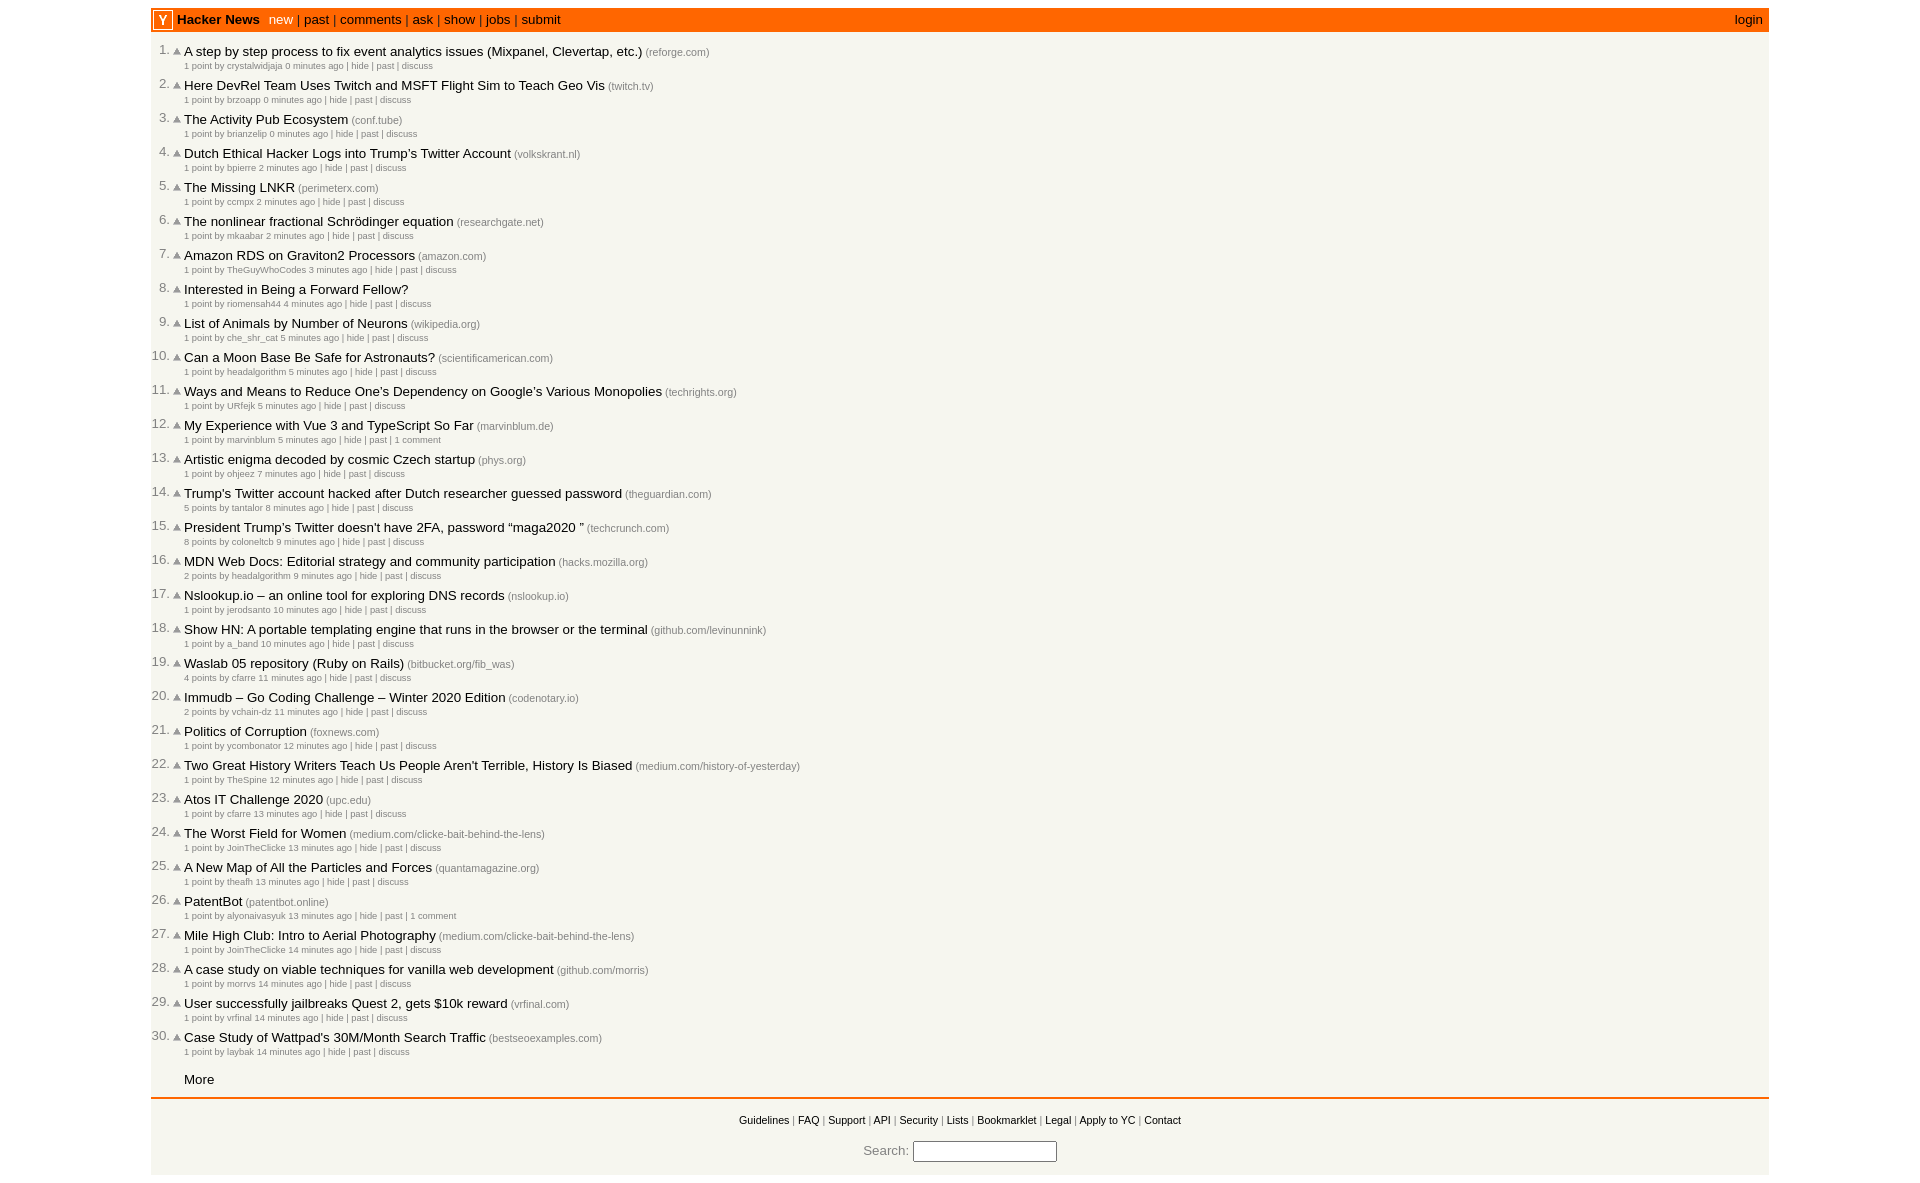 Y Hacker News new | past | comments | ask | show | jobs | submit login
1. A step by step process to fix event analytics issues (Mixpanel, Clevertap, etc.) (reforge.com)
1 point by crystalwidjaja 0 minutes ago | hide | past | discuss
2. Here DevRel Team Uses Twitch and MSFT Flight Sim to Teach Geo Vis (twitch.tv)
1 point by brzoapp 0 minutes ago | hide | past | discuss
3. The Activity Pub Ecosystem (conf.tube)
1 point by brianzelip 0 minutes ago | hide | past | discuss
4. Dutch Ethical Hacker Logs into Trump’s Twitter Account (volkskrant.nl)
1 point by bpierre 2 minutes ago | hide | past | discuss
5. The Missing LNKR (perimeterx.com)
1 point by ccmpx 2 minutes ago | hide | past | discuss
6. The nonlinear fractional Schrödinger equation (researchgate.net)
1 point by mkaabar 2 minutes ago | hide | past | discuss
7. Amazon RDS on Graviton2 Processors (amazon.com)
1 point by TheGuyWhoCodes 3 minutes ago | hide | past | discuss
8. Interested in Being a Forward Fellow?
1 point by riomensah44 4 minutes ago | hide | past | discuss
9. List of Animals by Number of Neurons (wikipedia.org)
1 point by che_shr_cat 5 minutes ago | hide | past | discuss
10. Can a Moon Base Be Safe for Astronauts? (scientificamerican.com)
1 point by headalgorithm 5 minutes ago | hide | past | discuss
11. Ways and Means to Reduce One’s Dependency on Google’s Various Monopolies (techrights.org)
1 point by URfejk 5 minutes ago | hide | past | discuss
12. My Experience with Vue 3 and TypeScript So Far (marvinblum.de)
1 point by marvinblum 5 minutes ago | hide | past | 1 comment
13. Artistic enigma decoded by cosmic Czech startup (phys.org)
1 point by ohjeez 7 minutes ago | hide | past | discuss
14. Trump's Twitter account hacked after Dutch researcher guessed password (theguardian.com)
5 points by tantalor 8 minutes ago | hide | past | discuss
15. President Trump’s Twitter doesn't have 2FA, password “maga2020 ” (techcrunch.com)
8 points by coloneltcb 9 minutes ago | hide | past | discuss
16. MDN Web Docs: Editorial strategy and community participation (hacks.mozilla.org)
2 points by headalgorithm 9 minutes ago | hide | past | discuss
17. Nslookup.io – an online tool for exploring DNS records (nslookup.io)
1 point by jerodsanto 10 minutes ago | hide | past | discuss
18. Show HN: A portable templating engine that runs in the browser or the terminal (github.com/levinunnink)
1 point by a_band 10 minutes ago | hide | past | discuss
19. Waslab 05 repository (Ruby on Rails) (bitbucket.org/fib_was)
4 points by cfarre 11 minutes ago | hide | past | discuss
20. Immudb – Go Coding Challenge – Winter 2020 Edition (codenotary.io)
2 points by vchain-dz 11 minutes ago | hide | past | discuss
21. Politics of Corruption (foxnews.com)
1 point by ycombonator 12 minutes ago | hide | past | discuss
22. Two Great History Writers Teach Us People Aren't Terrible, History Is Biased (medium.com/history-of-yesterday)
1 point by TheSpine 12 minutes ago | hide | past | discuss
23. Atos IT Challenge 2020 (upc.edu)
1 point by cfarre 13 minutes ago | hide | past | discuss
24. The Worst Field for Women (medium.com/clicke-bait-behind-the-lens)
1 point by JoinTheClicke 13 minutes ago | hide | past | discuss
25. A New Map of All the Particles and Forces (quantamagazine.org)
1 point by theafh 13 minutes ago | hide | past | discuss
26. PatentBot (patentbot.online)
1 point by alyonaivasyuk 13 minutes ago | hide | past | 1 comment
27. Mile High Club: Intro to Aerial Photography (medium.com/clicke-bait-behind-the-lens)
1 point by JoinTheClicke 14 minutes ago | hide | past | discuss
28. A case study on viable techniques for vanilla web development (github.com/morris)
1 point by morrvs 14 minutes ago | hide | past | discuss
29. User successfully jailbreaks Quest 2, gets $10k reward (vrfinal.com)
1 point by vrfinal 14 minutes ago | hide | past | discuss
30. Case Study of Wattpad's 30M/Month Search Traffic (bestseoexamples.com)
1 point by laybak 14 minutes ago | hide | past | discuss
More
Guidelines | FAQ | Support | API | Security | Lists | Bookmarklet | Legal | Apply to YC | Contact
Search: